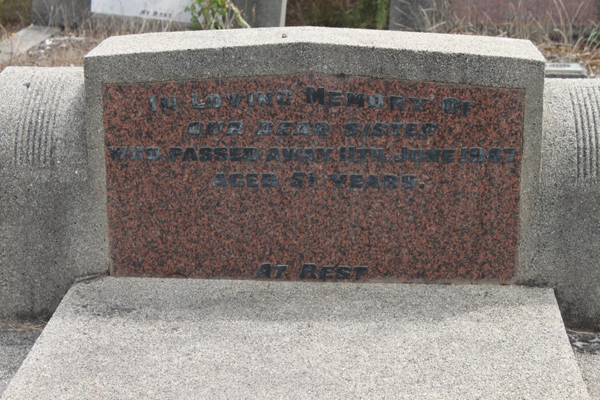 In Loving Memory Of
Our Dear Sister
Who Passed Away 11th June 1947
Aged 51 Years.
At Rest